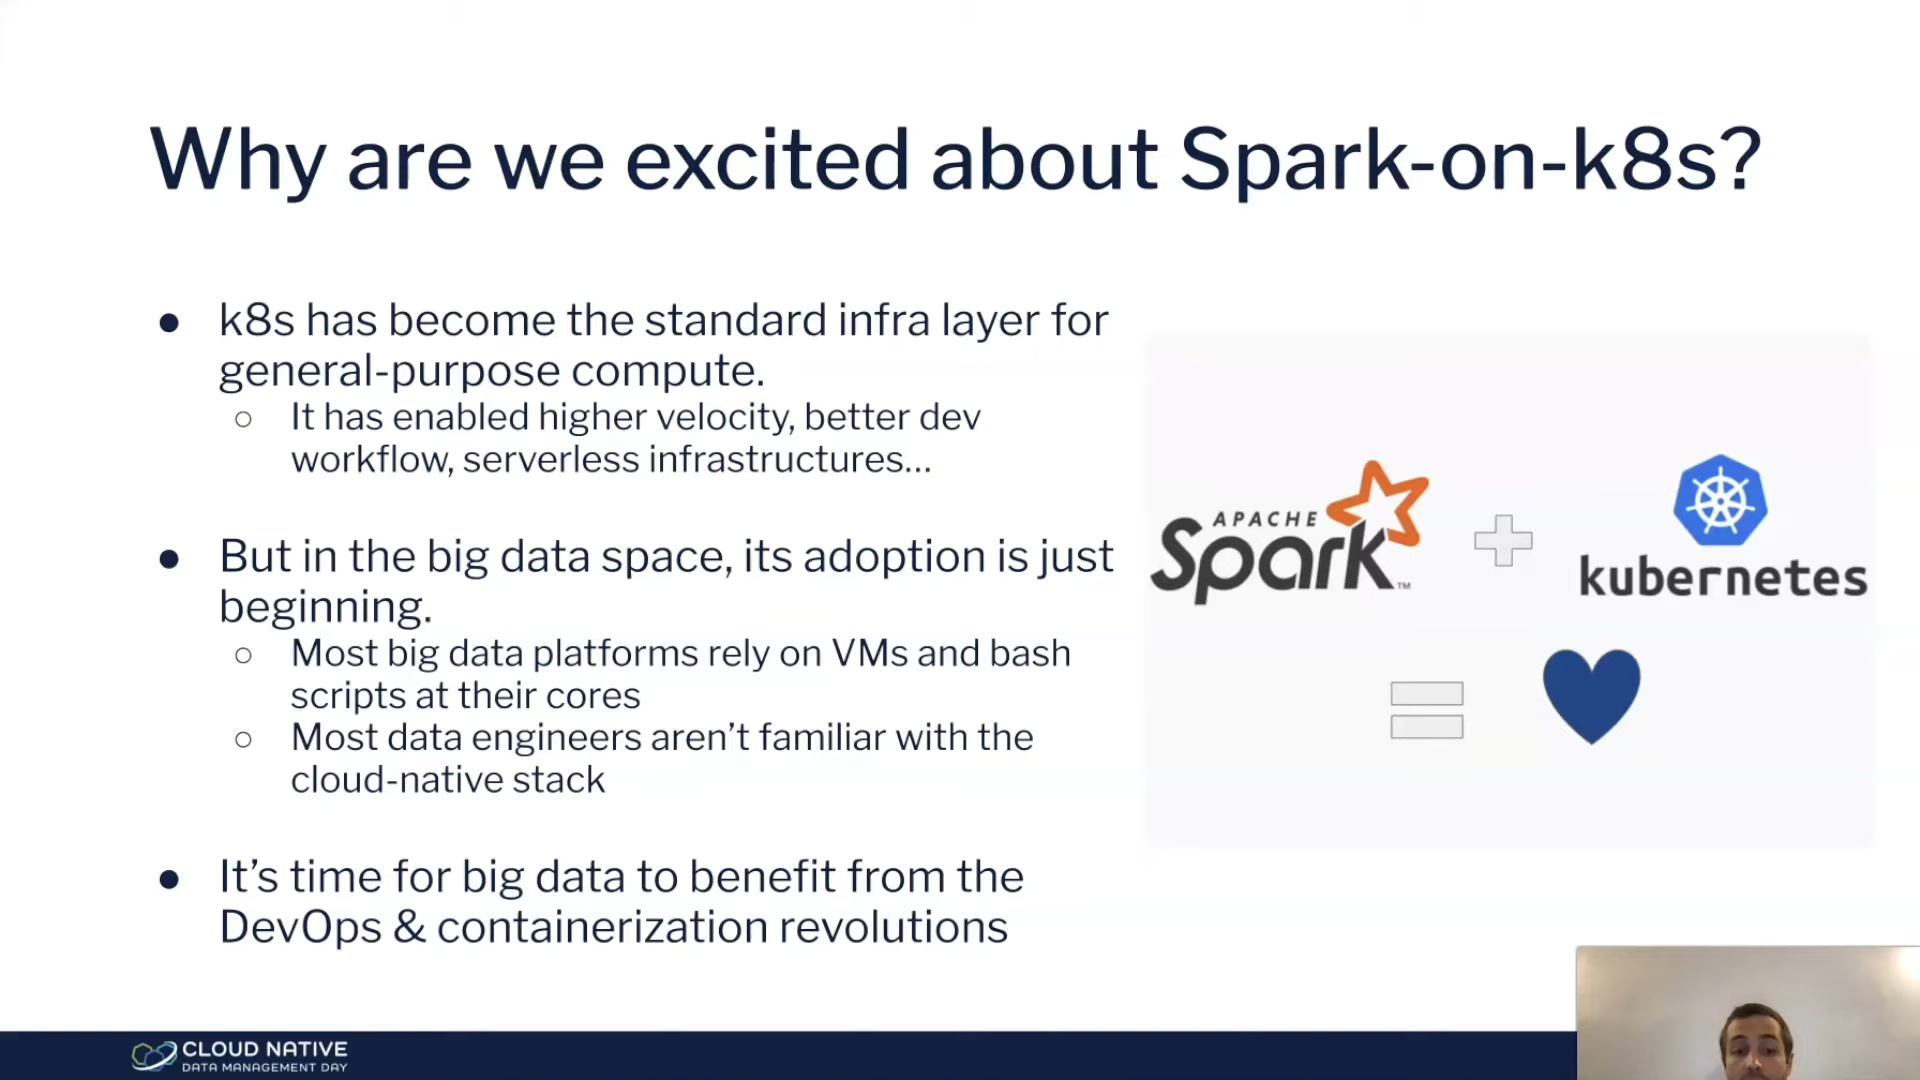 Why are we excited about Spark-on-k8s?
● k8s has become the standard infra layer for
general-purpose compute.
○ It has enabled higher velocity, better dev
workflow, serverless infrastructures...
● But in the big data space, its adoption is just
beginning.
○ Most big data platforms rely on VMs and bash
scripts at their cores
○ Most data engineers aren’t familiar with the
cloud-native stack
● It’s time for big data to benefit from the
DevOps & containerization revolutions
APACHE
Spark™
kubernetes
CLOUD NATIVE
DATA MANAGEMENT DAY